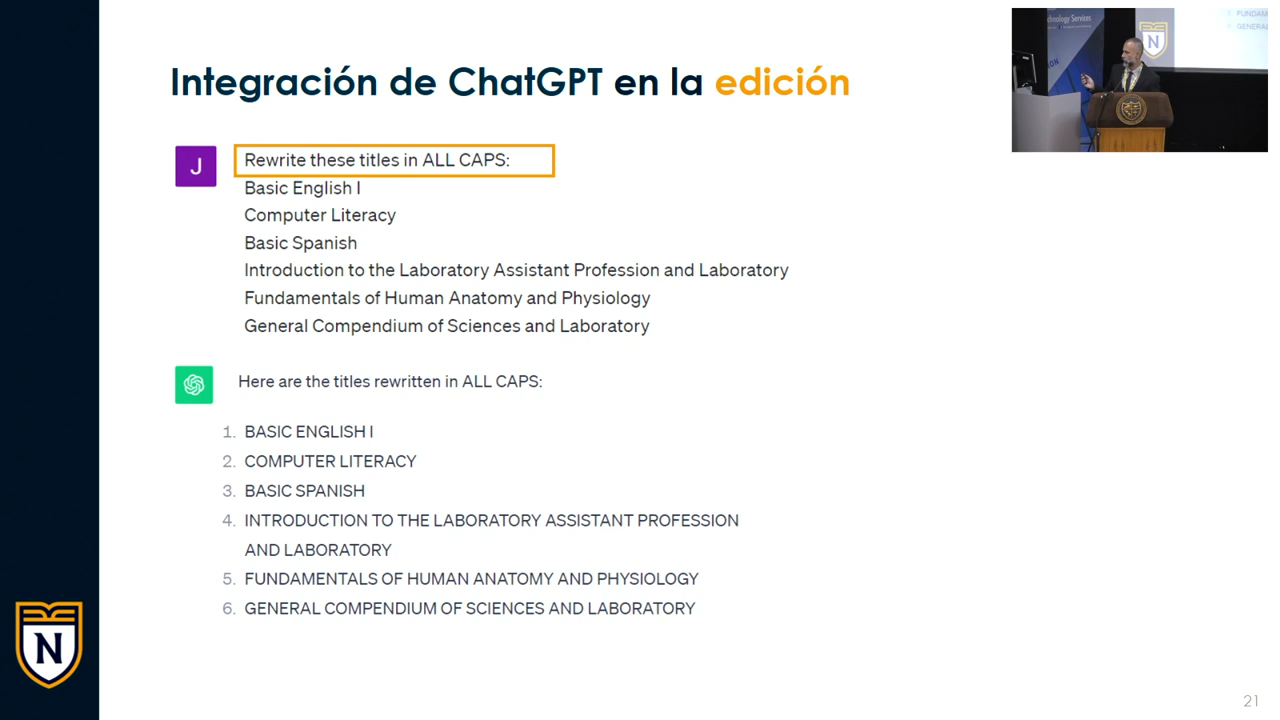 Integración de ChatGPT en la edición
J
Rewrite these titles in ALL CAPS:
Basic English I
Computer Literacy
Basic Spanish
Introduction to the Laboratory Assistant Profession and Laboratory
Fundamentals of Human Anatomy and Physiology
General Compendium of Sciences and Laboratory
Here are the titles rewritten in ALL CAPS:
1. BASIC ENGLISH I
2. COMPUTER LITERACY
3. BASIC SPANISH
4. INTRODUCTION TO THE LABORATORY ASSISTANT PROFESSION
AND LABORATORY
5. FUNDAMENTALS OF HUMAN ANATOMY AND PHYSIOLOGY
6. GENERAL COMPENDIUM OF SCIENCES AND LABORATORY
N
21
Services
N
FUNDAM
GENERAL